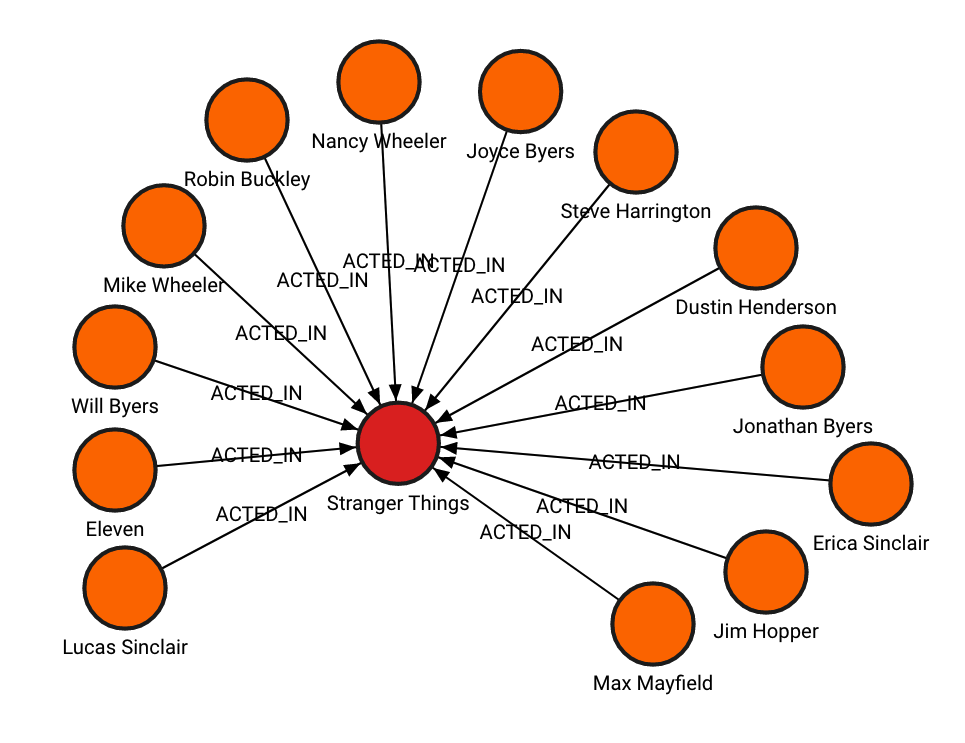 Nancy Wheeler
Joyce Byers
Robin Buckley
Steve Harrington
ACTED_IN
ACTED_IN
ACTED_IN
Mike Wheeler
ACTED_IN
Dustin Henderson
ACTED_IN
ACTED_IN
ACTED_IN
ACTED_IN
Will Byers
Jonathan Byers
ACTED_IN
ACTED_IN
Stranger Things
ACTED_IN
ACTED_IN
Eleven
ACTED_IN
Erica Sinclair
Jim Hopper
Lucas Sinclair
Max Mayfield